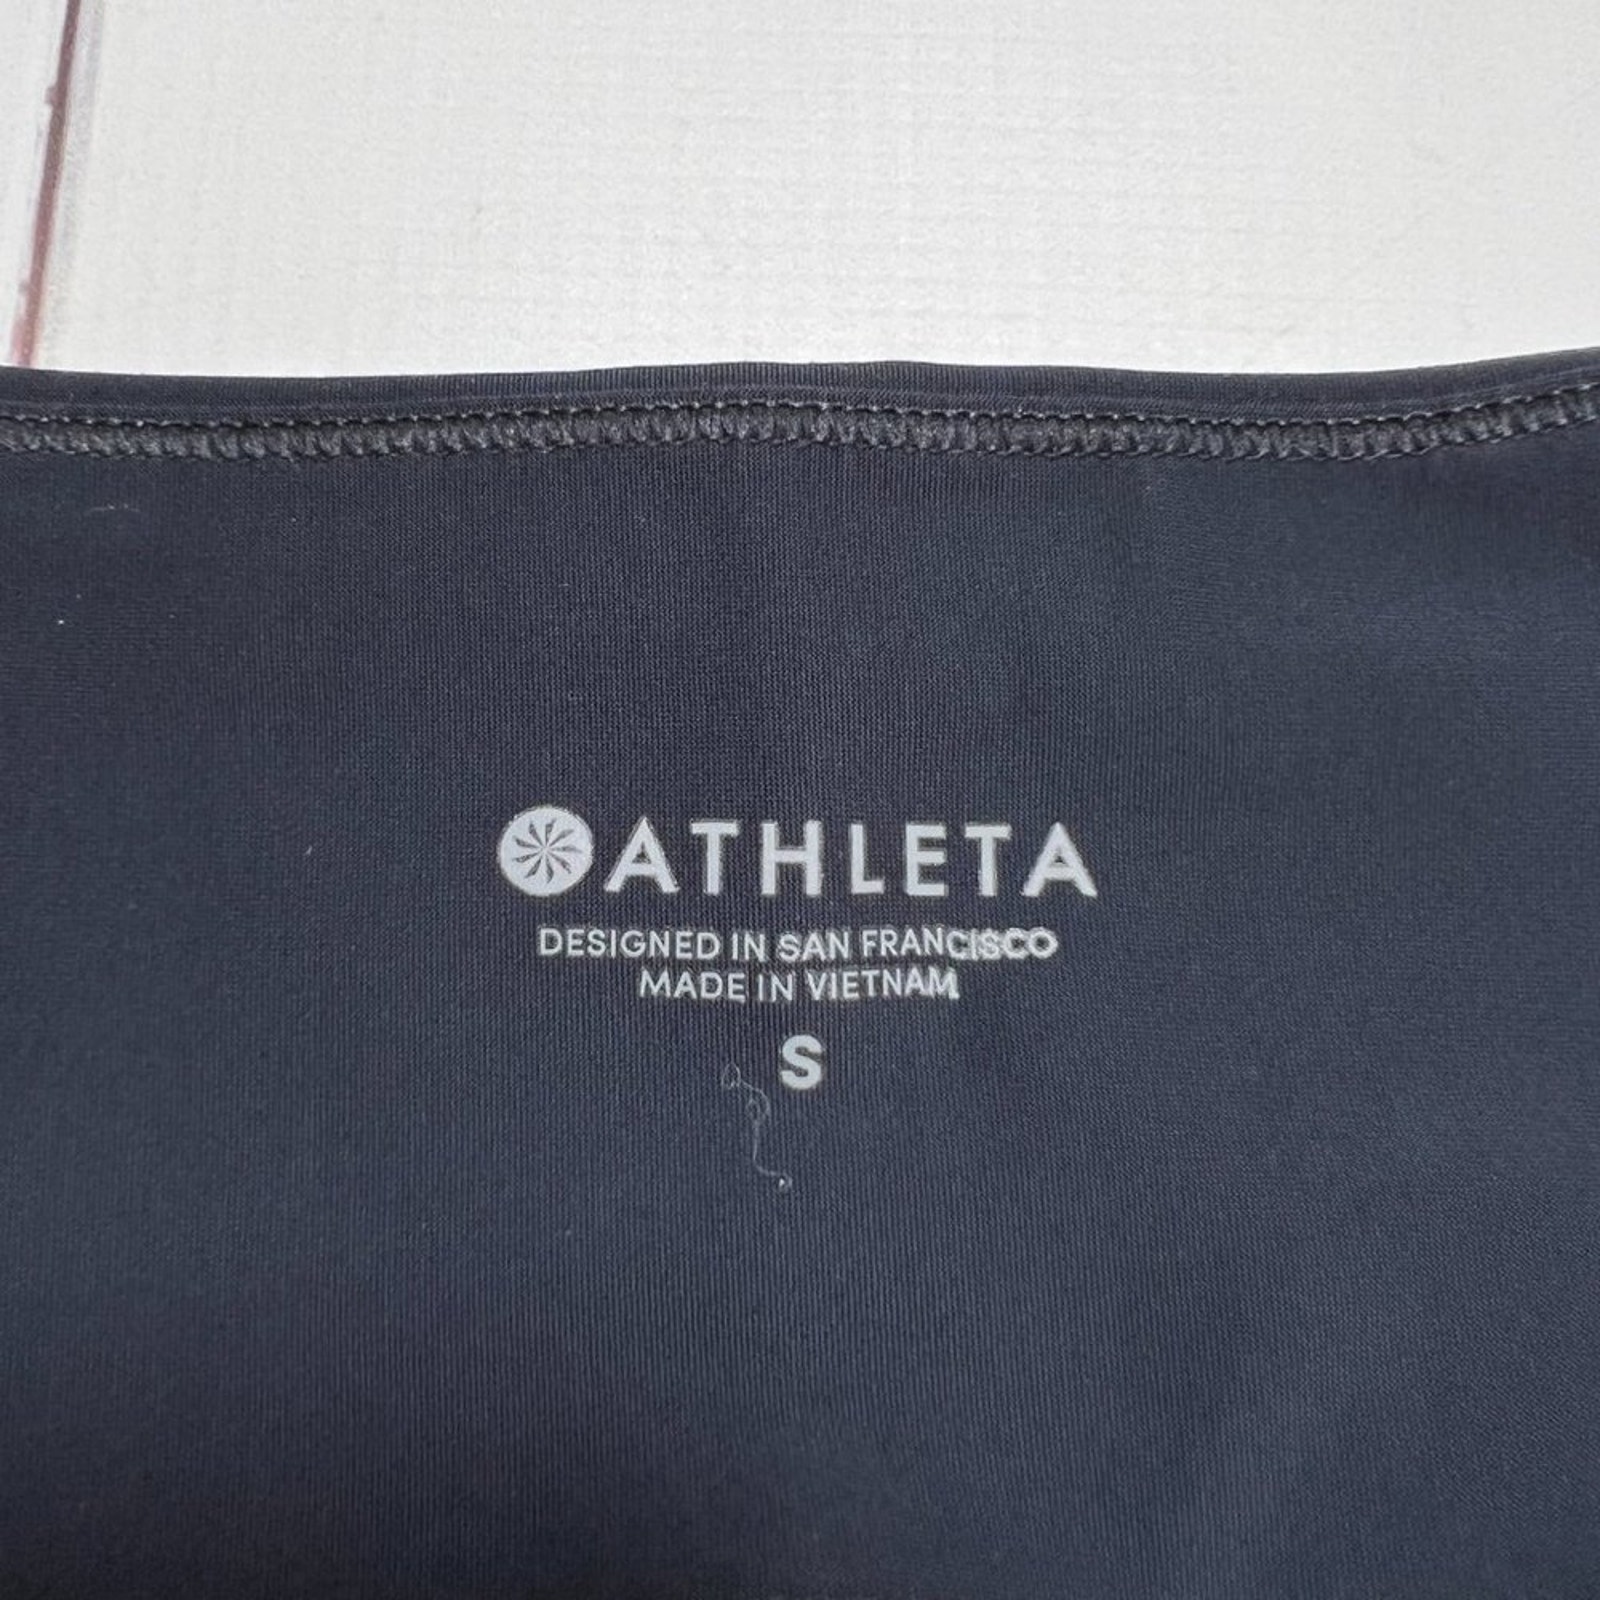 ATHLETA
DESIGNED IN SAN FRANCISCO
MADE IN VIETNAM
S